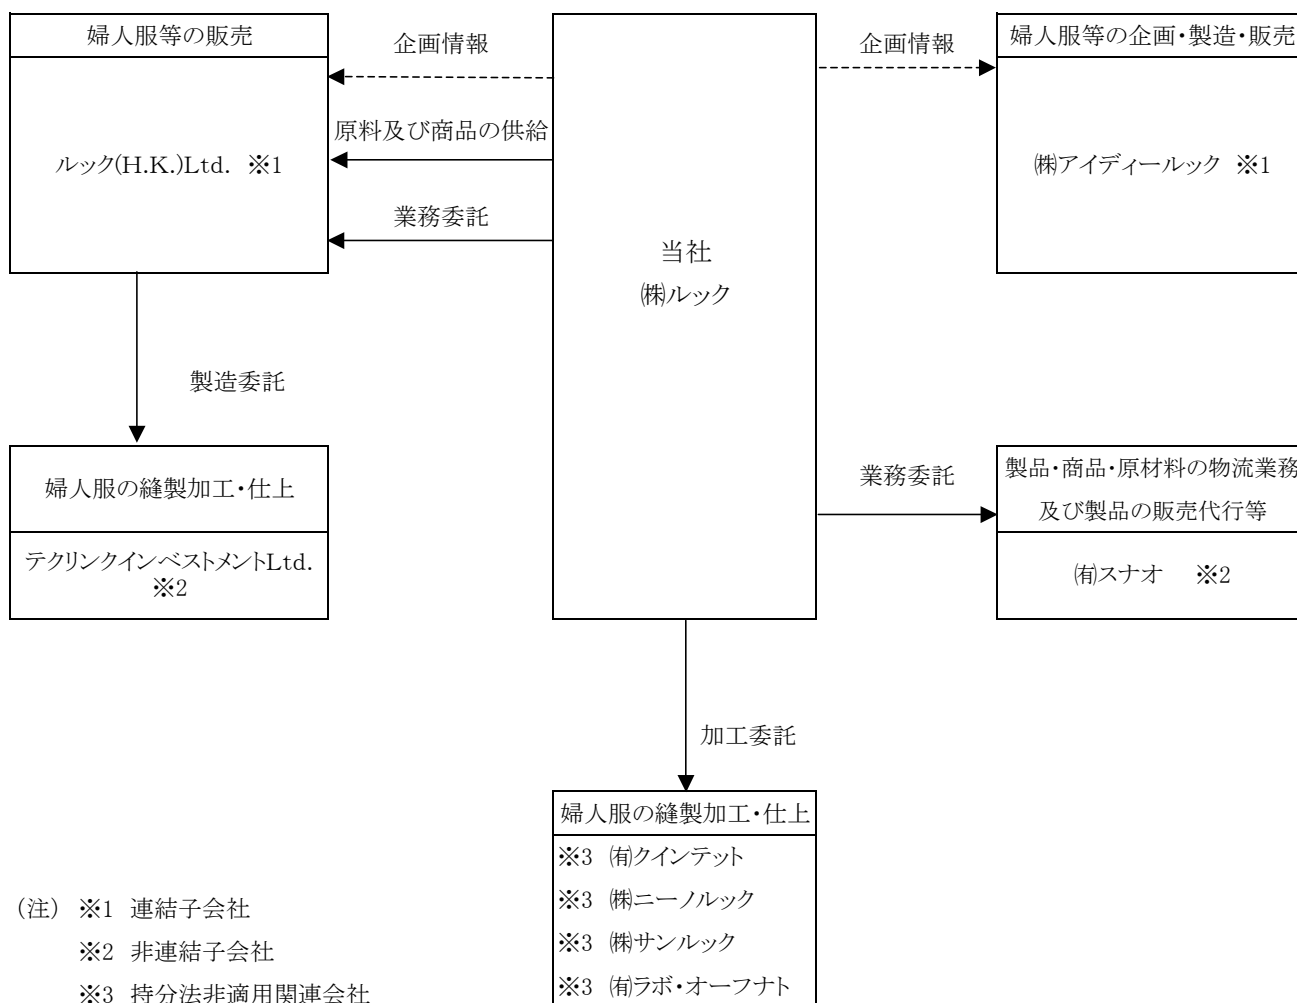 婦人服等の販売
ルック(H.K.)Ltd. ※1
企画情報
原料及び商品の供給
業務委託
当社
㈱ルック
企画情報
婦人服等の企画・製造・販売
㈱アイディールック ※1
製造委託
婦人服の縫製加工・仕上
テクリンクインベストメントLtd.
※2
業務委託
製品・商品・原材料の物流業務
及び製品の販売代行等
㈲スナオ ※2
加工委託
婦人服の縫製加工・仕上
※3 ㈲クインテット
※3 ㈱ニーノルック
※3 ㈱サンルック
※3 ㈲ラボ・オーフナト
（注） ※1 連結子会社
※2 非連結子会社
※3 持分法非適用関連会社